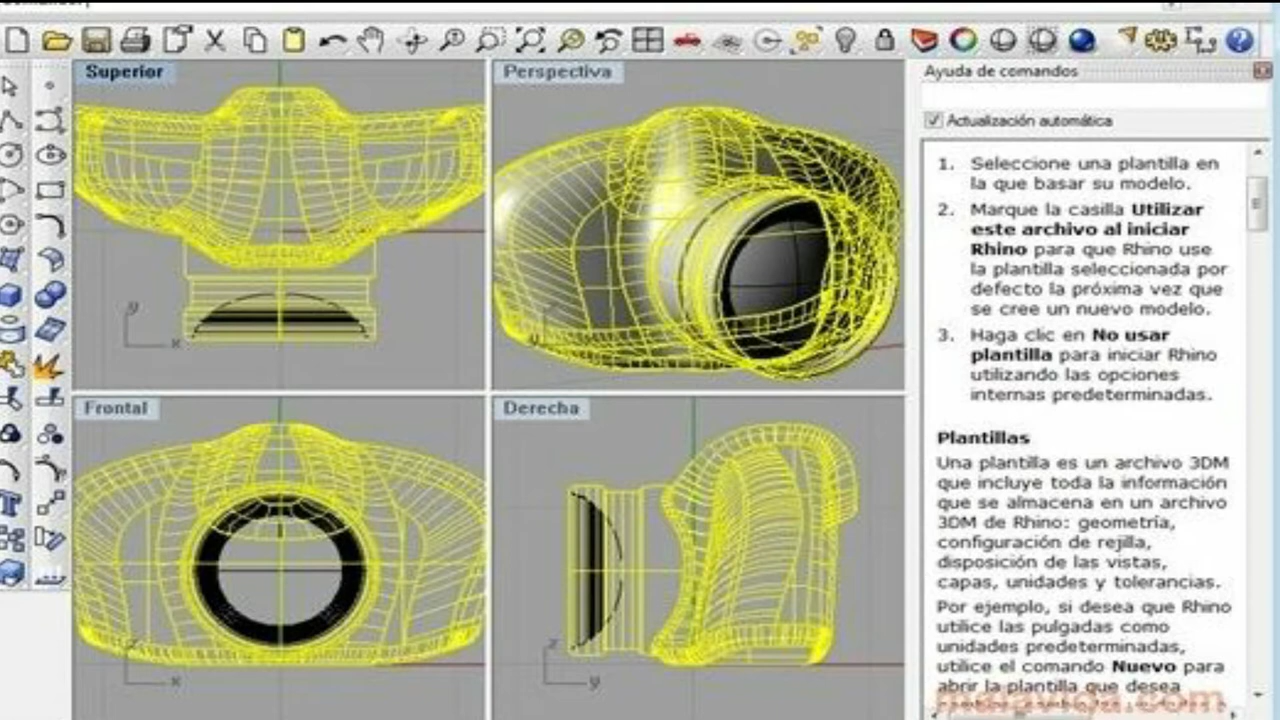 Superior
Perspectiva
Ayuda de comandos
Actualización automática
1. Seleccione una plantilla en
la que basar su modelo.
2. Marque la casilla Utilizar
este archivo al iniciar
Rhino para que Rhino use
la plantilla seleccionada por
defecto la próxima vez que
se cree un nuevo modelo.
3. Haga clic en No usar
plantilla para iniciar Rhino
utilizando las opciones
internas predeterminadas.
y
x
y
Frontal
Derecha
Plantillas
Una plantilla es un archivo 3DM
que incluye toda la información
que se almacena en un archivo
3DM de Rhino: geometría,
configuración de rejilla,
disposición de las vistas,
capas, unidades y tolerancias.
Por ejemplo, si desea que Rhino
utilice las pulgadas como
unidades predeterminadas,
utilice el comando Nuevo para
abrir la plantilla que desea
z
x
z
y
malavida.com